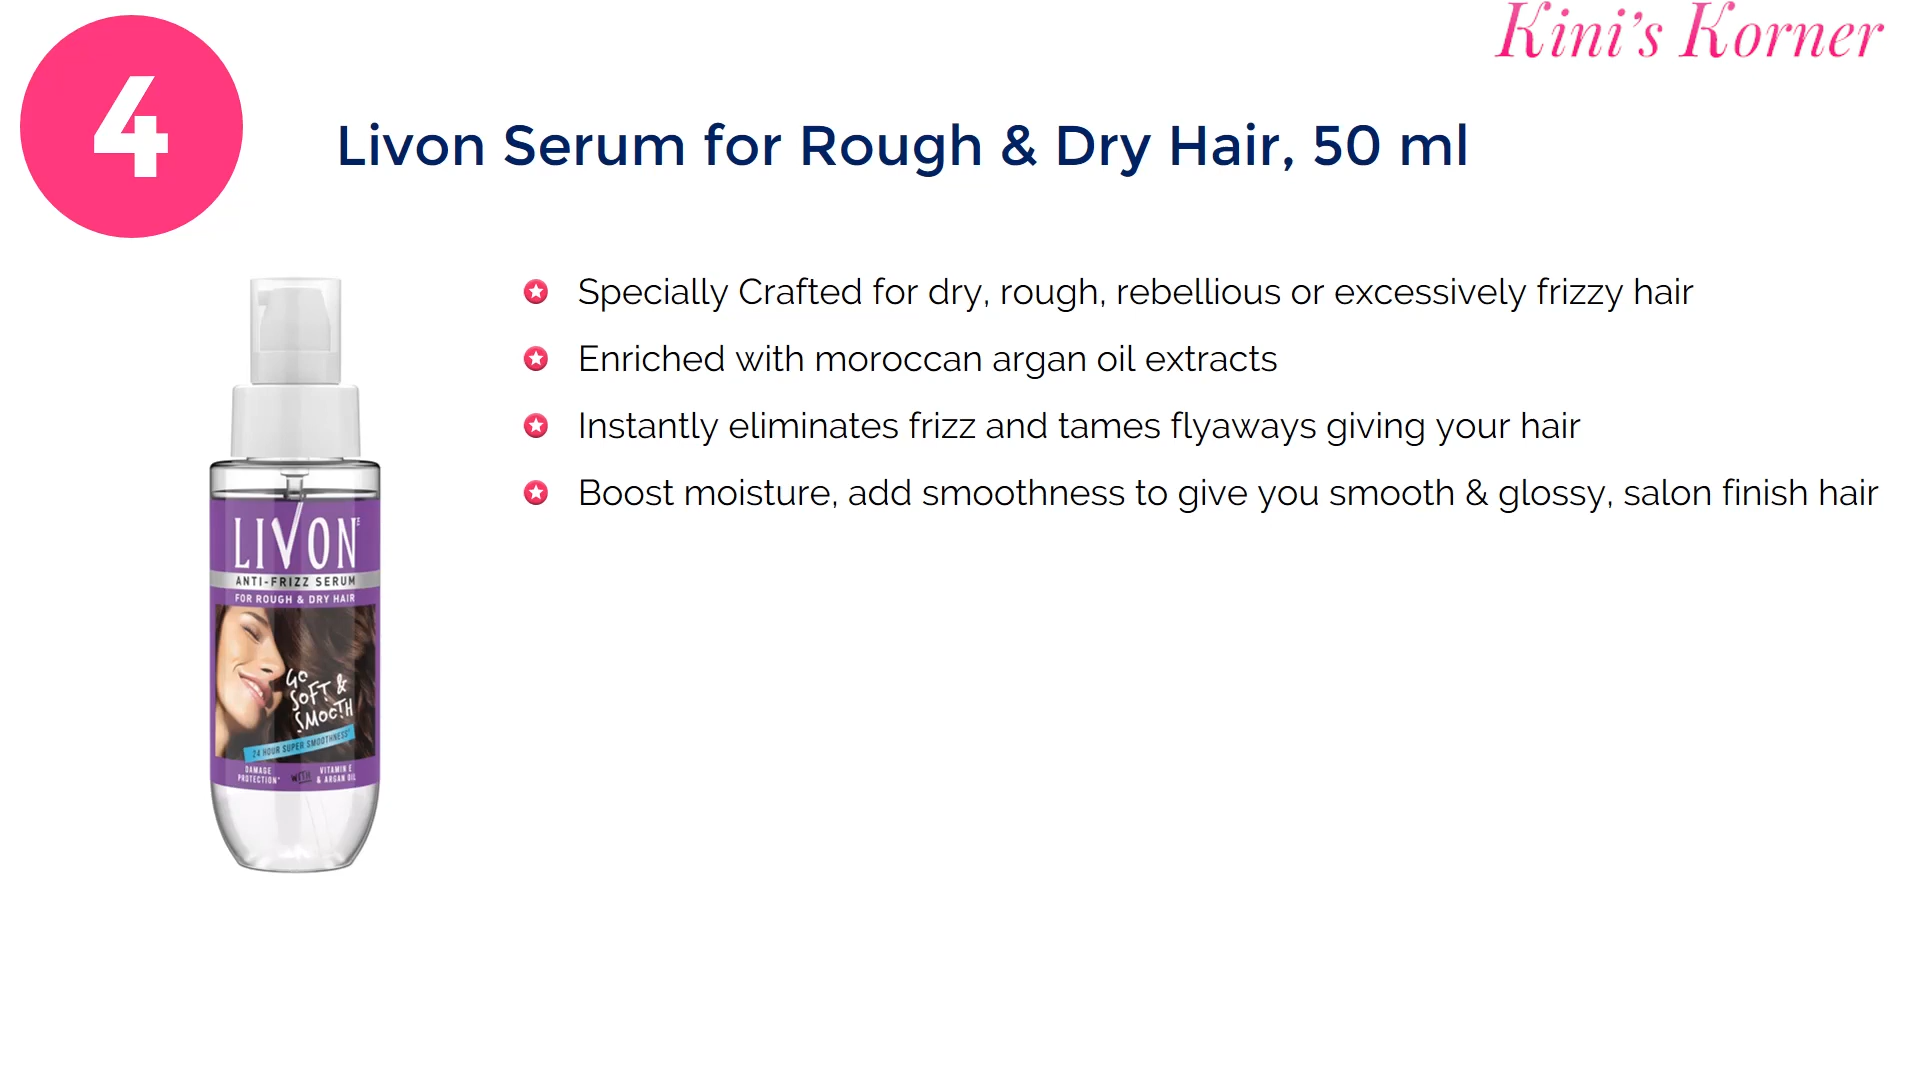 Kini's Korner
4
Livon Serum for Rough & Dry Hair, 50 ml
Specially Crafted for dry, rough, rebellious or excessively frizzy hair
Enriched with moroccan argan oil extracts
Instantly eliminates frizz and tames flyaways giving your hair
Boost moisture, add smoothness to give you smooth & glossy, salon finish hair
LIVON
ANTI-FRIZZ SERUM
FOR ROUGH & DRY HAIR
GO
SOFT &
SMOOTH
24 HOUR SUPER SMOOTHNESS*
DAMAGE PROTECTION* WITH VITAMIN E & ARGAN OIL